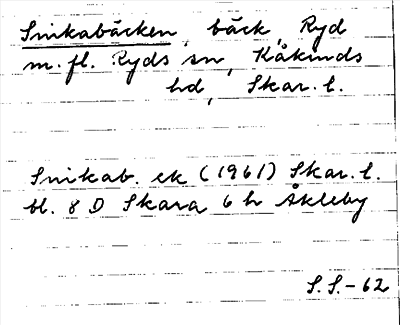 Snikabäcken, bäck, Ryd
m. fl. Ryds sn, Kåkinds
hd, Skar. l.
Snikab. ek (1961) Skar. l.
bl. 8 D Skara 6 h Åkleby
S.S.-62